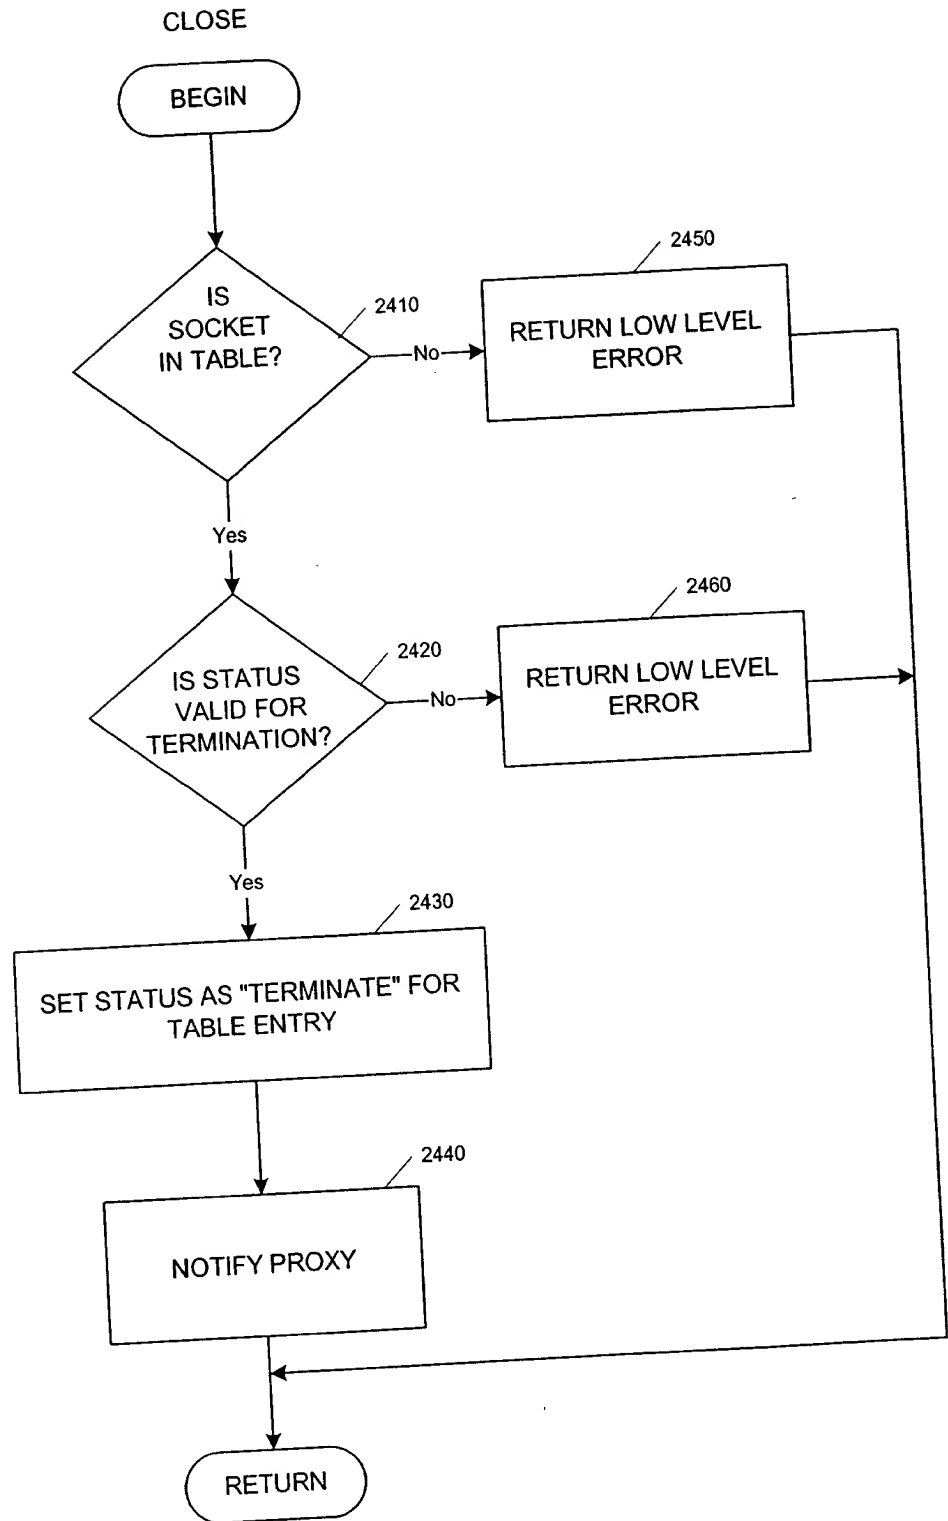 CLOSE
BEGIN
IS
SOCKET
IN TABLE?
2410
No
2450
RETURN LOW LEVEL
ERROR
Yes
IS STATUS
VALID FOR
TERMINATION?
2420
No
2460
RETURN LOW LEVEL
ERROR
Yes
2430
SET STATUS AS "TERMINATE" FOR
TABLE ENTRY
2440
NOTIFY PROXY
RETURN